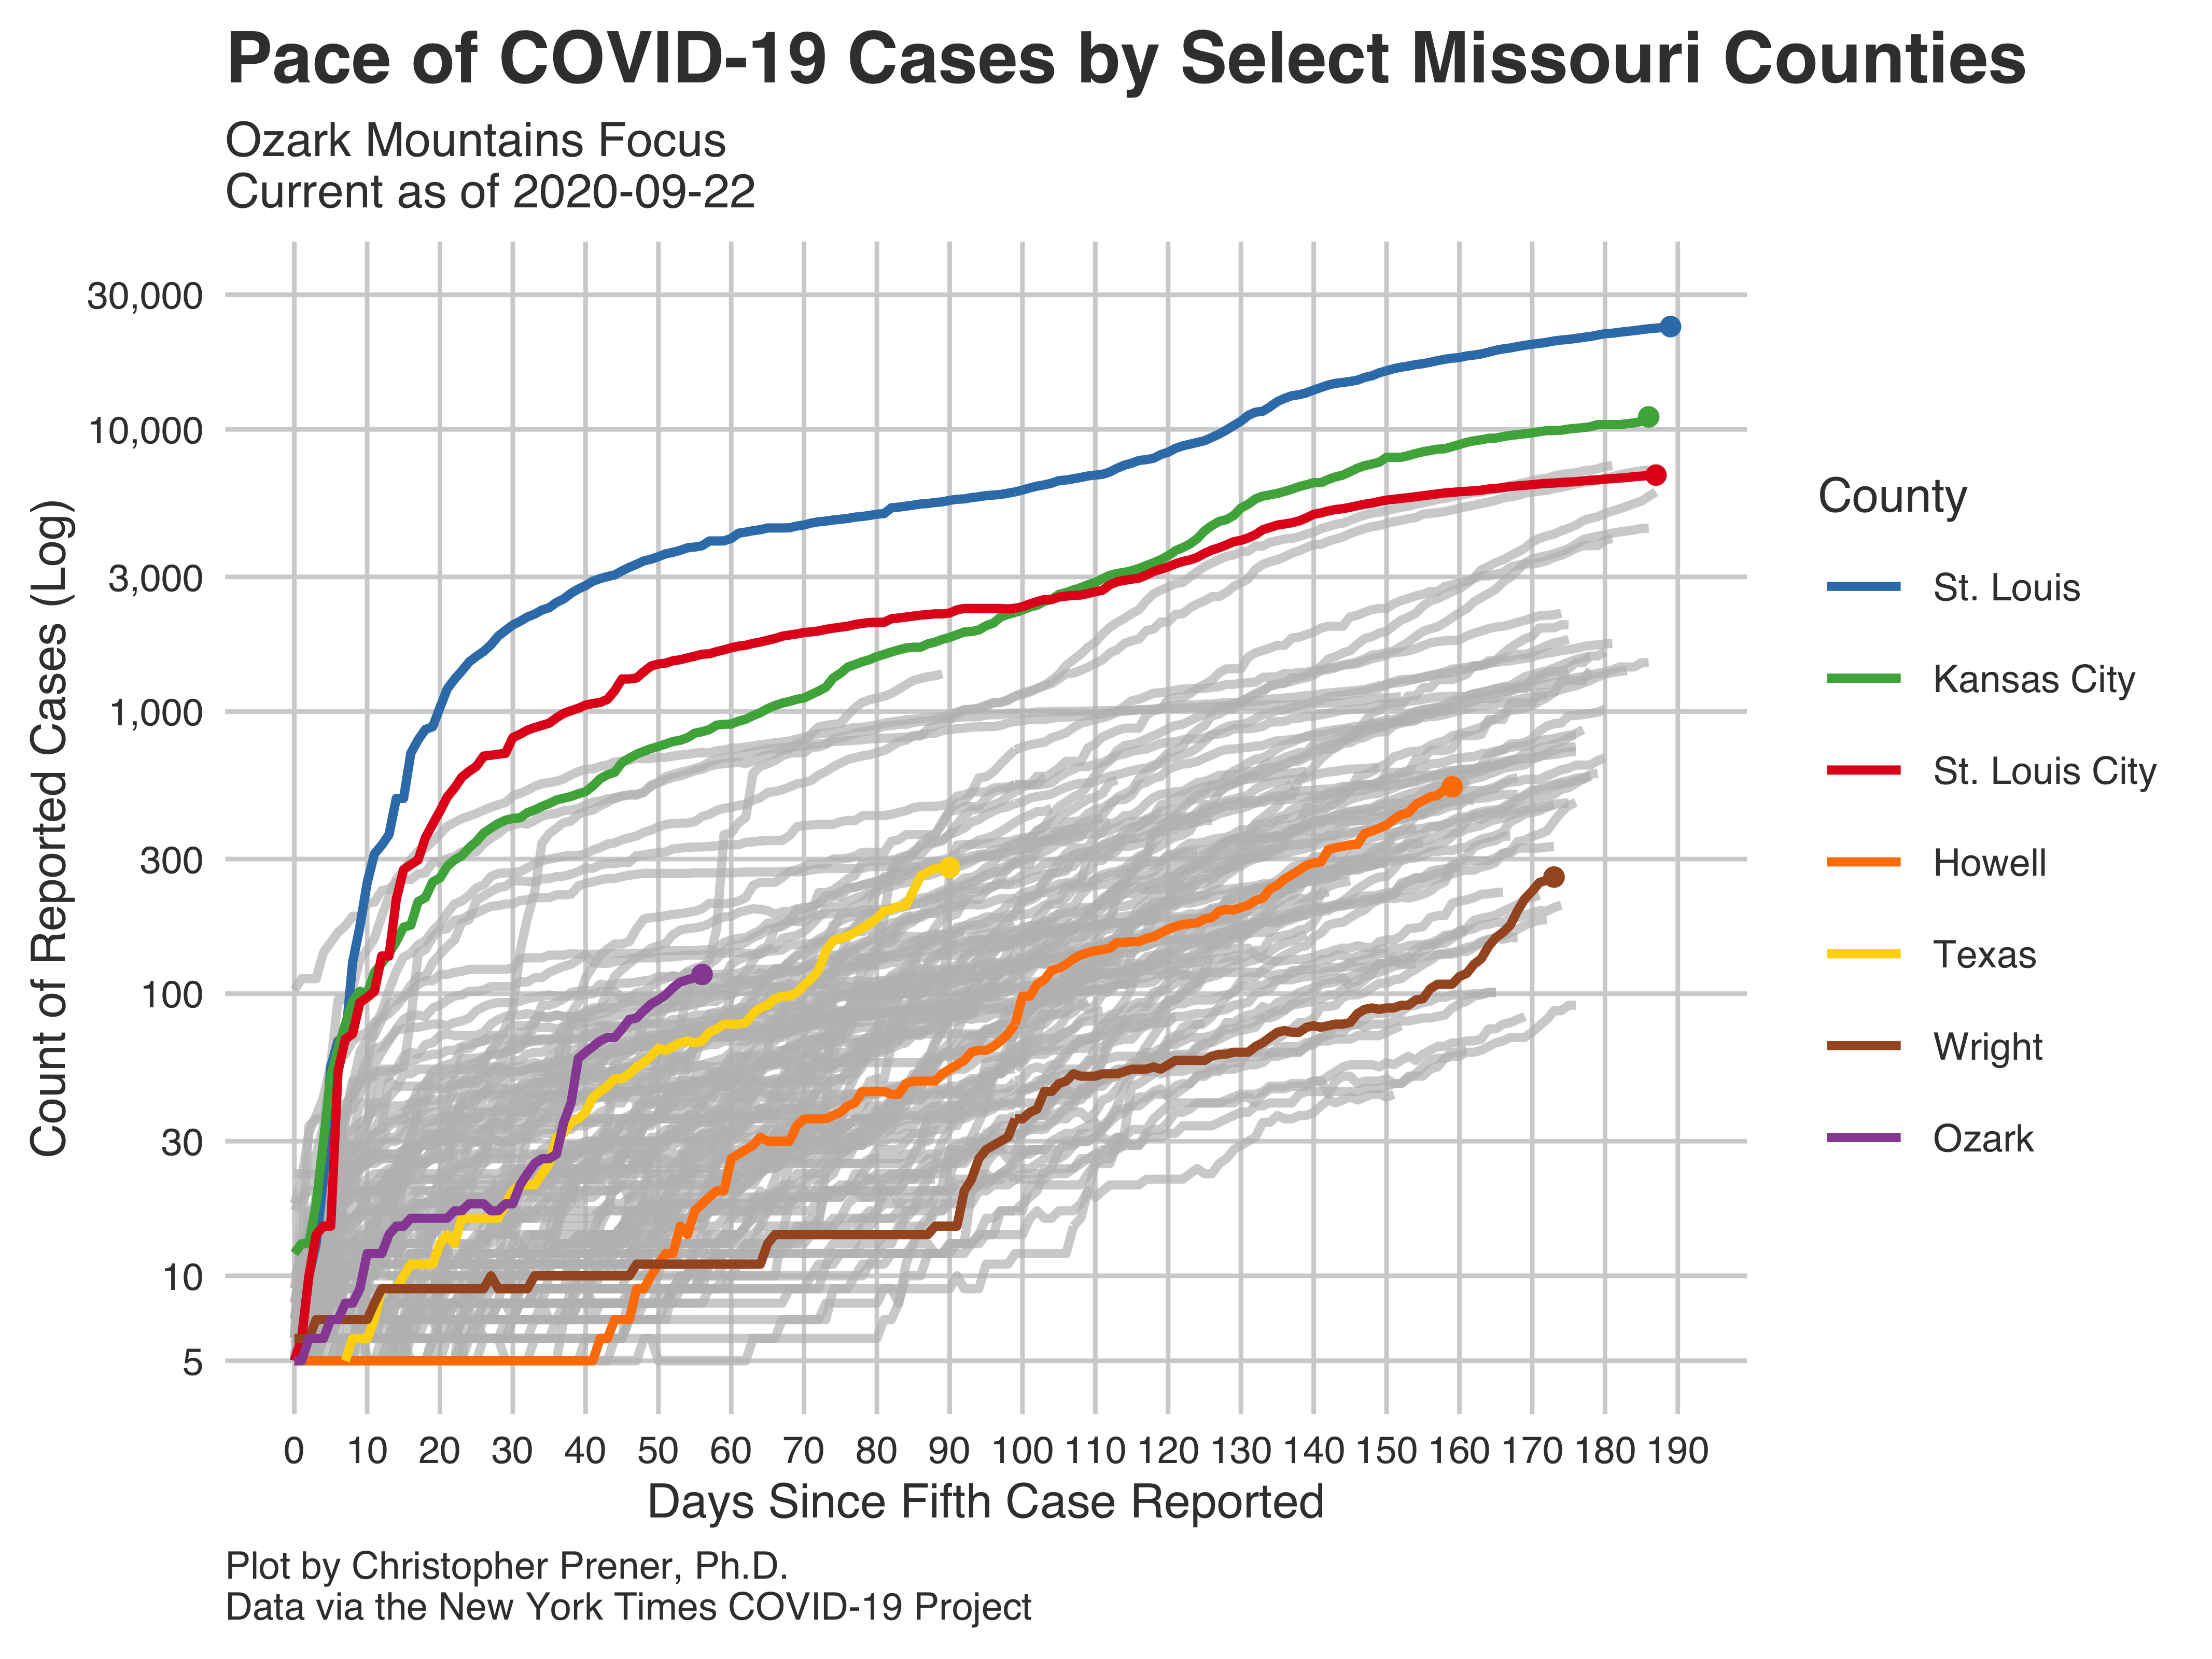 Pace of COVID-19 Cases by Select Missouri Counties
Ozark Mountains Focus
Current as of 2020-09-22
Count of Reported Cases (Log)
30,000
10,000
3,000
1,000
300
100
30
10
5
0 10 20 30 40 50 60 70 80 90 100 110 120 130 140 150 160 170 180 190
Days Since Fifth Case Reported
County
St. Louis
Kansas City
St. Louis City
Howell
Texas
Wright
Ozark
Plot by Christopher Prener, Ph.D.
Data via the New York Times COVID-19 Project